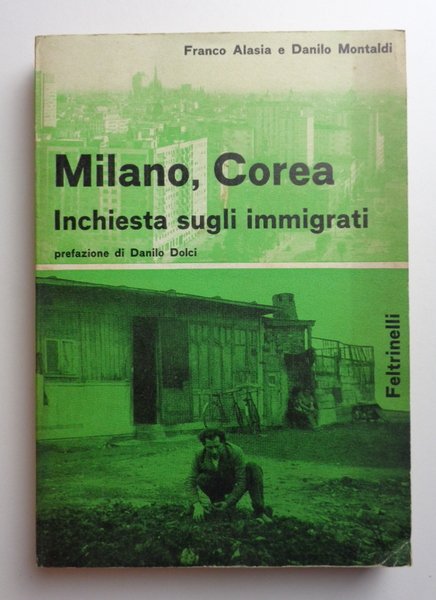 Franco Alasia e Danilo Montaldi
Milano, Corea
Inchiesta sugli immigrati
prefazione di Danilo Dolci
Feltrinelli